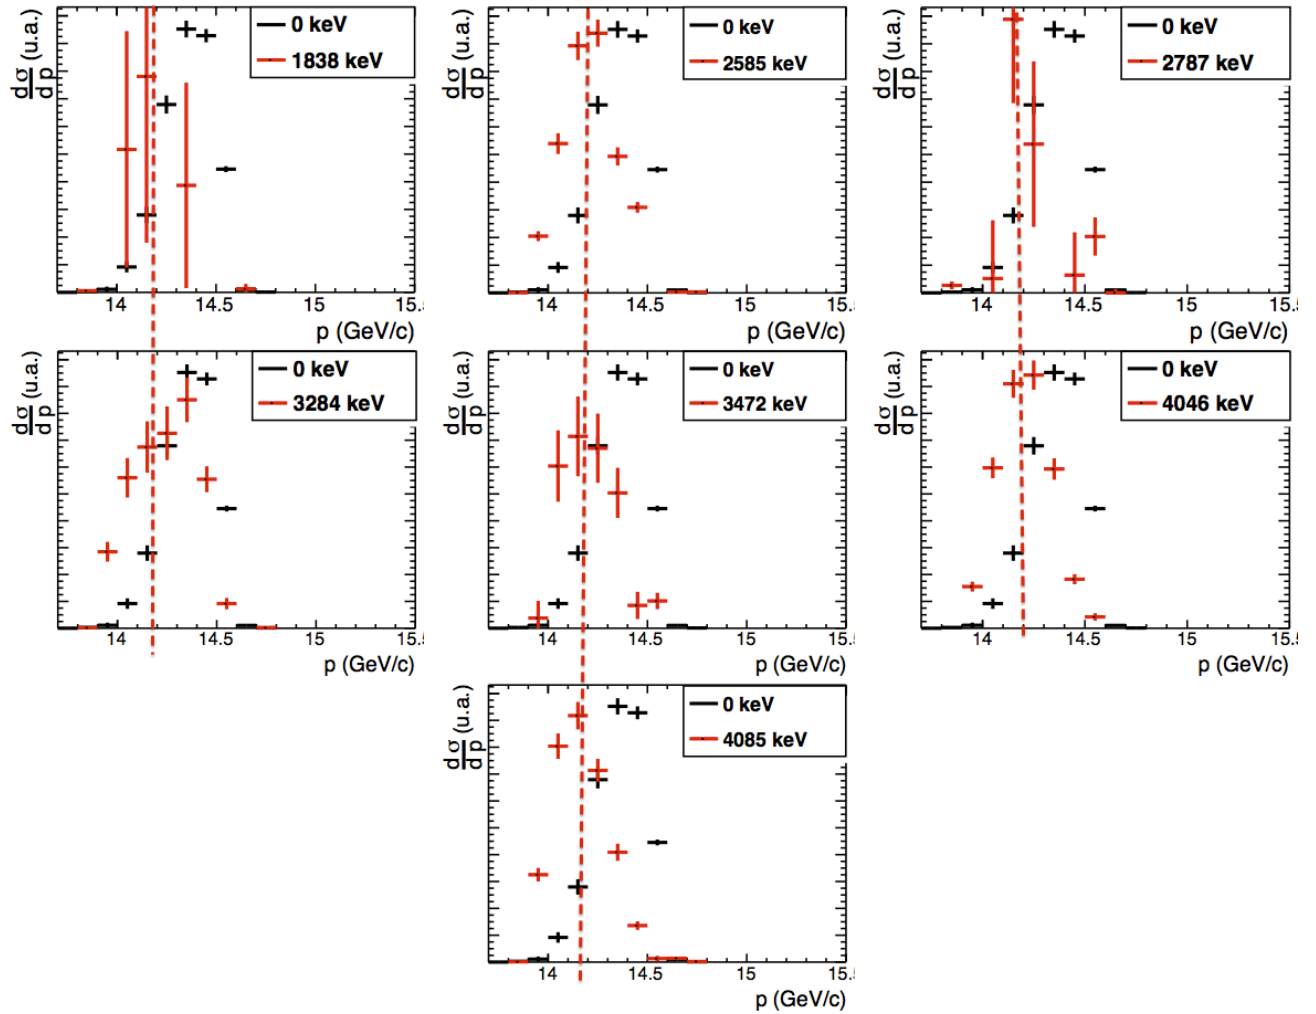 dσ/dp (u.a.)
0 keV
1838 keV
14 14.5 15 15.5
p (GeV/c)
dσ/dp (u.a.)
0 keV
2585 keV
14 14.5 15 15.5
p (GeV/c)
dσ/dp (u.a.)
0 keV
2787 keV
14 14.5 15 15.5
p (GeV/c)
dσ/dp (u.a.)
0 keV
3284 keV
14 14.5 15 15.5
p (GeV/c)
dσ/dp (u.a.)
0 keV
3472 keV
14 14.5 15 15.5
p (GeV/c)
dσ/dp (u.a.)
0 keV
4046 keV
14 14.5 15 15.5
p (GeV/c)
dσ/dp (u.a.)
0 keV
4085 keV
14 14.5 15 15.5
p (GeV/c)